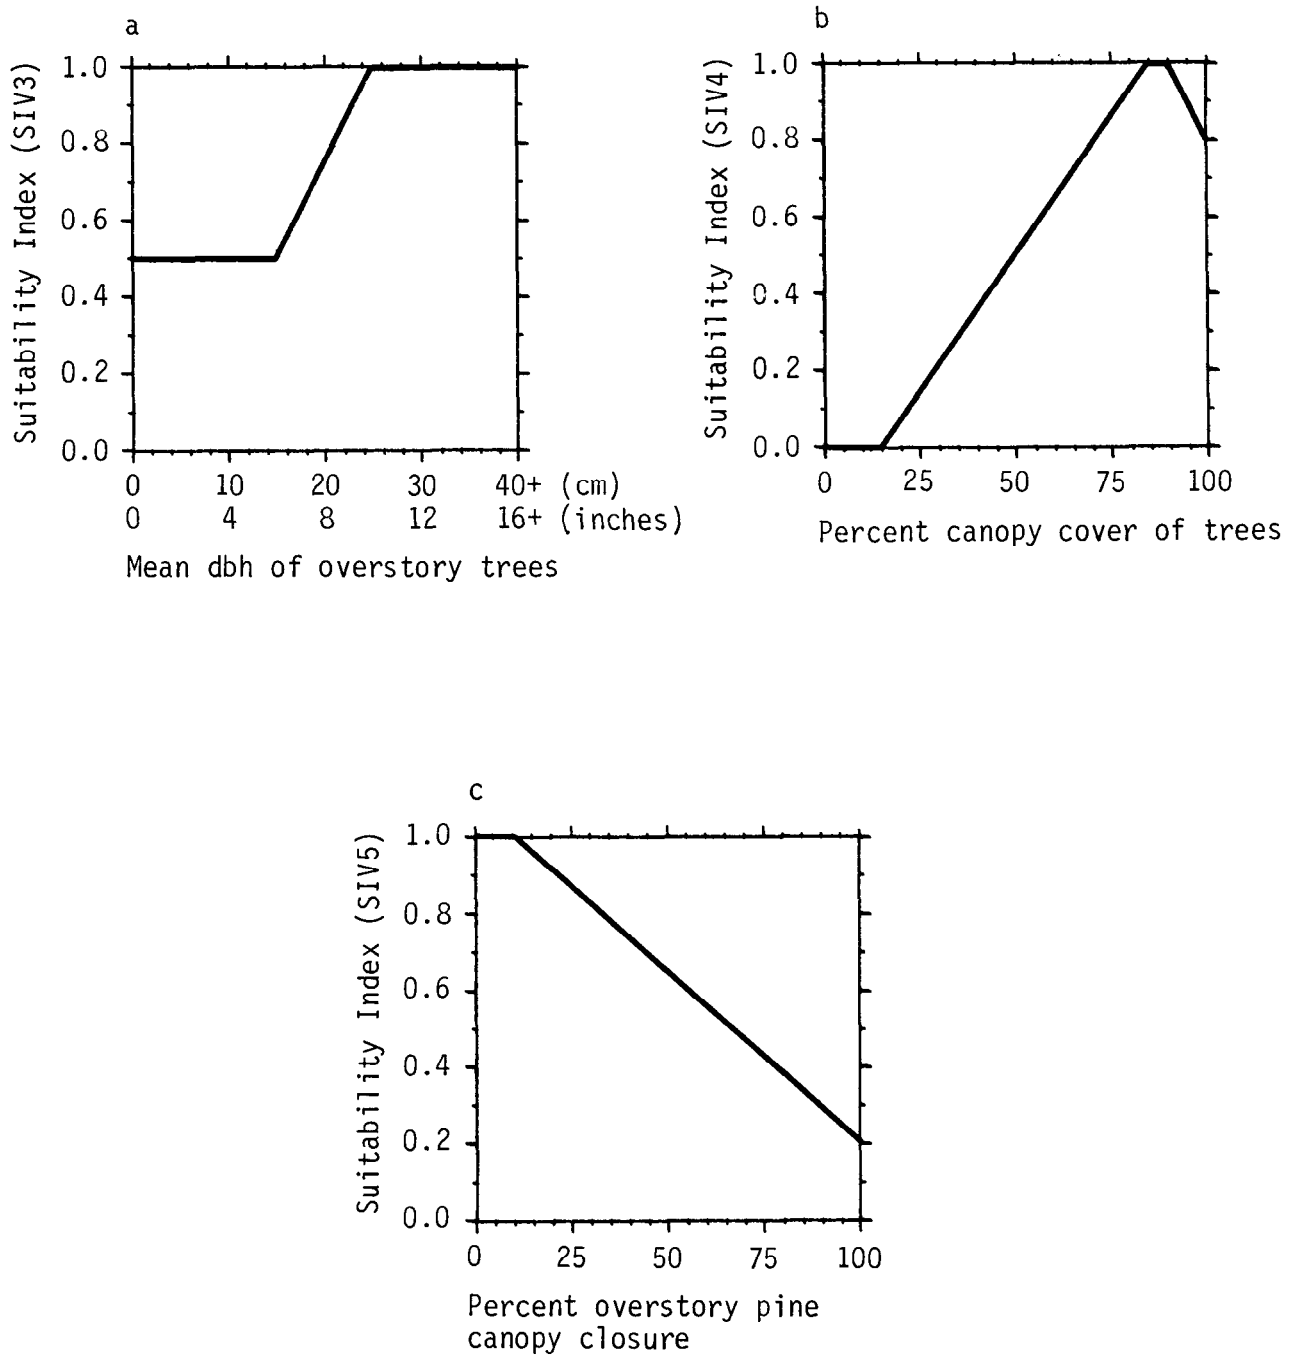 a
Suitability Index (SIV3)
1.0
0.8
0.6
0.4
0.2
0.0
0 10 20 30 40+ (cm)
0 4 8 12 16+ (inches)
Mean dbh of overstory trees
b
Suitability Index (SIV4)
1.0
0.8
0.6
0.4
0.2
0.0
0 25 50 75 100
Percent canopy cover of trees
c
Suitability Index (SIV5)
1.0
0.8
0.6
0.4
0.2
0.0
0 25 50 75 100
Percent overstory pine
canopy closure